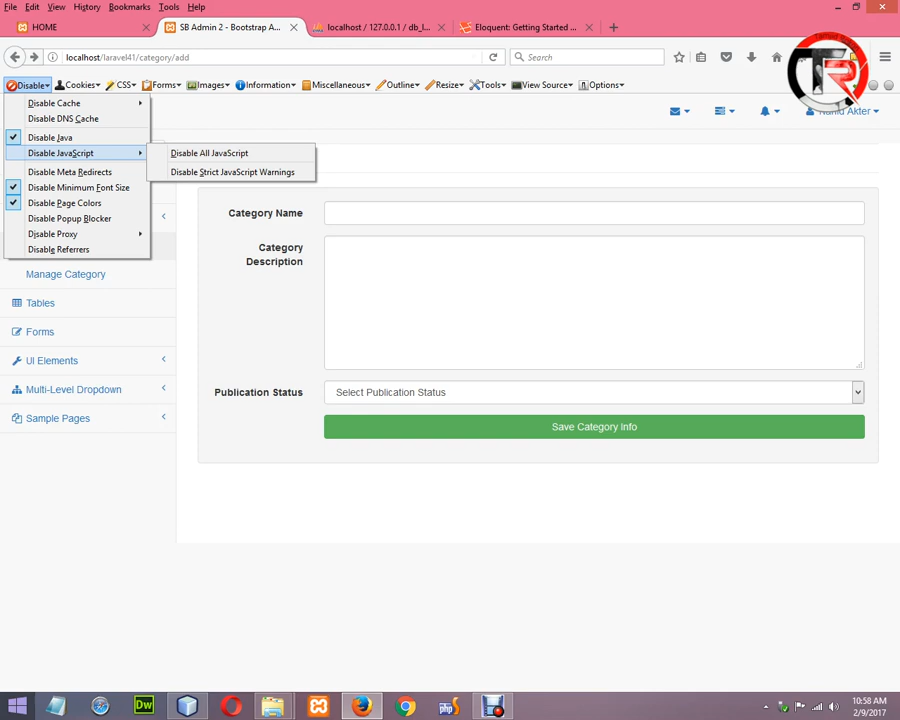 File Edit View History Bookmarks Tools Help
HOME
SB Admin 2 - Bootstrap A...
localhost / 127.0.0.1 / db_l...
Eloquent: Getting Started ...
localhost/laravel41/category/add
Search
Disable Cookies CSS Forms Images Information Miscellaneous Outline Resize Tools View Source Options
TR
Akter
Disable Cache
Disable DNS Cache
Disable Java
Disable JavaScript
Disable All JavaScript
Disable Strict JavaScript Warnings
Disable Meta Redirects
Disable Minimum Font Size
Disable Page Colors
Disable Popup Blocker
Disable Proxy
Disable Referrers
Manage Category
Tables
Forms
UI Elements
Multi-Level Dropdown
Sample Pages
Category Name
Category
Description
Publication Status
Select Publication Status
Save Category Info
Dw
php
10:58 AM
2/9/2017